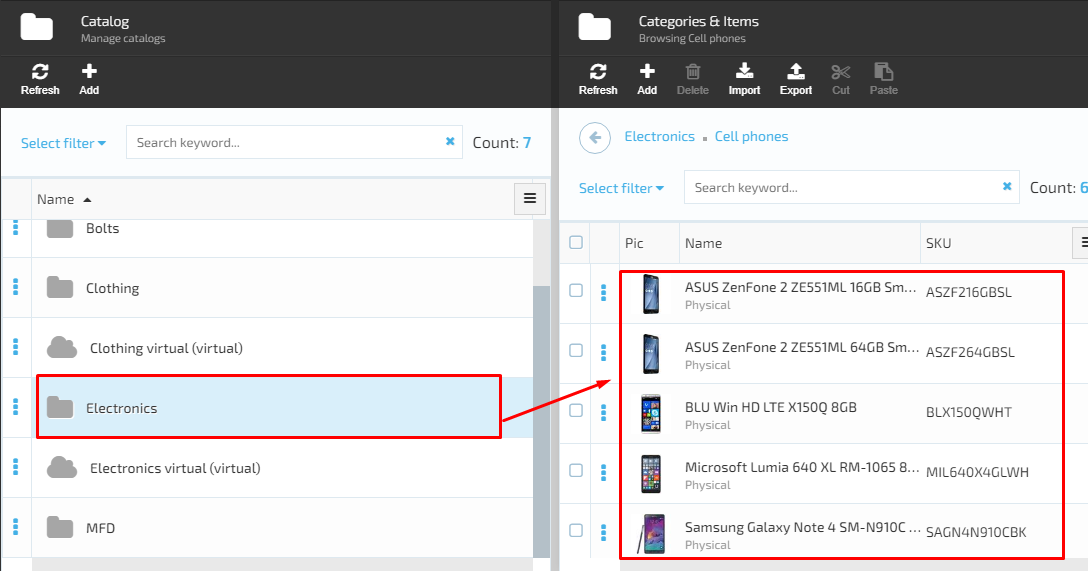 Catalog
Manage catalogs
Refresh Add
Select filter Search keyword... Count: 7
Name
Bolts
Clothing
Clothing virtual (virtual)
Electronics
Electronics virtual (virtual)
MFD
Categories & Items
Browsing Cell phones
Refresh Add Delete Import Export Cut Paste
Electronics Cell phones
Select filter Search keyword... Count: 6
Pic Name SKU
ASUS ZenFone 2 ZE551ML 16GB Sm... ASZF216GBSL
Physical
ASUS ZenFone 2 ZE551ML 64GB Sm... ASZF264GBSL
Physical
BLU Win HD LTE X150Q 8GB BLX150QWHT
Physical
Microsoft Lumia 640 XL RM-1065 8... MIL640X4GLWH
Physical
Samsung Galaxy Note 4 SM-N910C ... SAGN4N910CBK
Physical